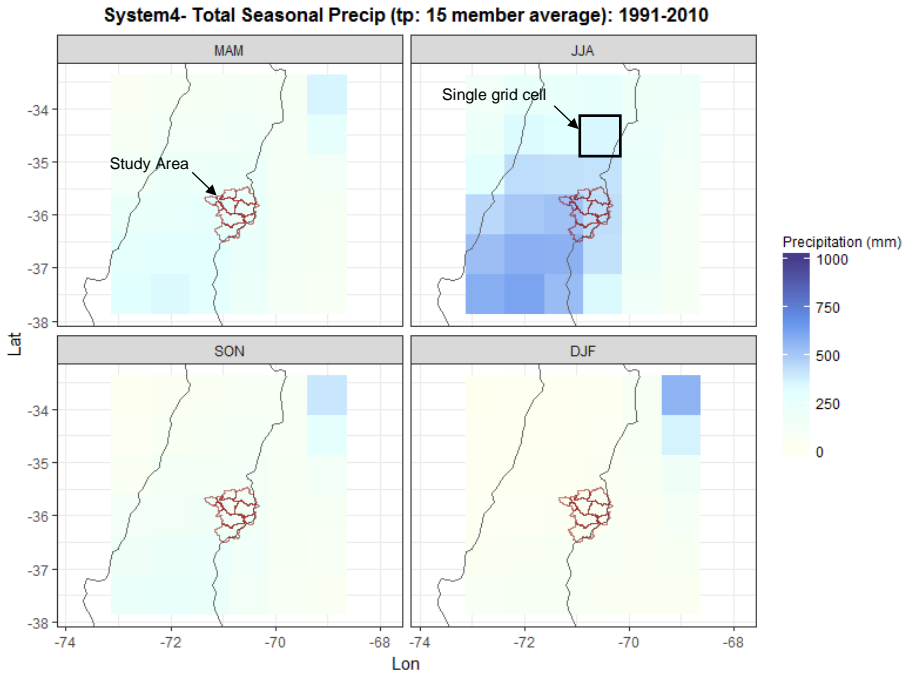 System4- Total Seasonal Precip (tp: 15 member average): 1991-2010
MAM
JJA
Single grid cell
Study Area
-34
-35
-36
-37
-38
Lat
Precipitation (mm)
1000
750
500
250
0
SON
DJF
-34
-35
-36
-37
-38
-74
-72
-70
-68
-74
-72
-70
-68
Lon